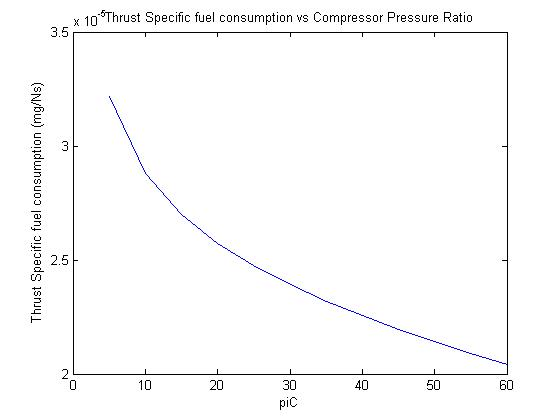 x 10-5
Thrust Specific fuel consumption vs Compressor Pressure Ratio
Thrust Specific fuel consumption (mg/Ns)
3.5
3
2.5
2
0 10 20 30 40 50 60
piC